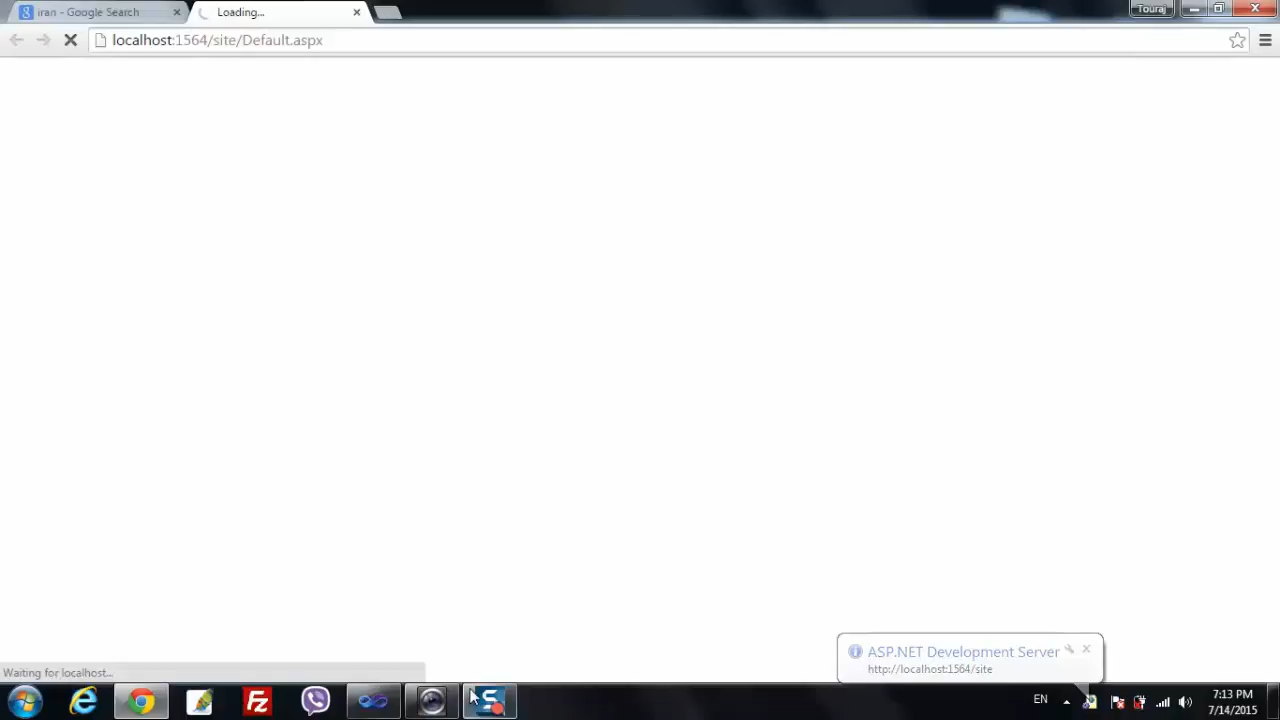 iran - Google Search
Loading...
Touraj
localhost:1564/site/Default.aspx
ASP.NET Development Server
http://localhost:1564/site
Waiting for localhost...
EN
7:13 PM
7/14/2015